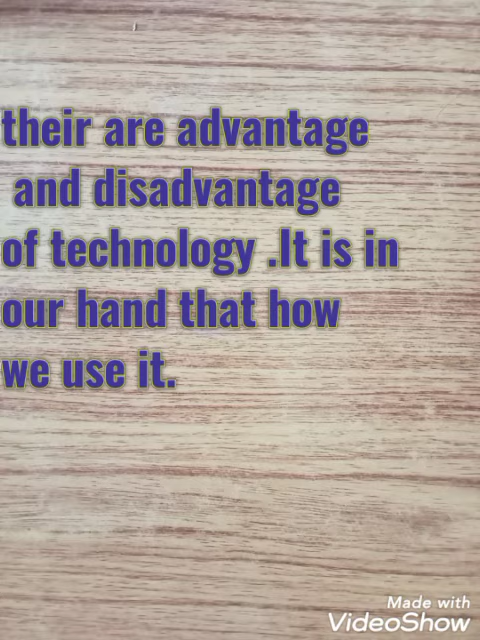 their are advantage
and disadvantage
of technology .It is in
our hand that how
we use it.
Made with
VideoShow